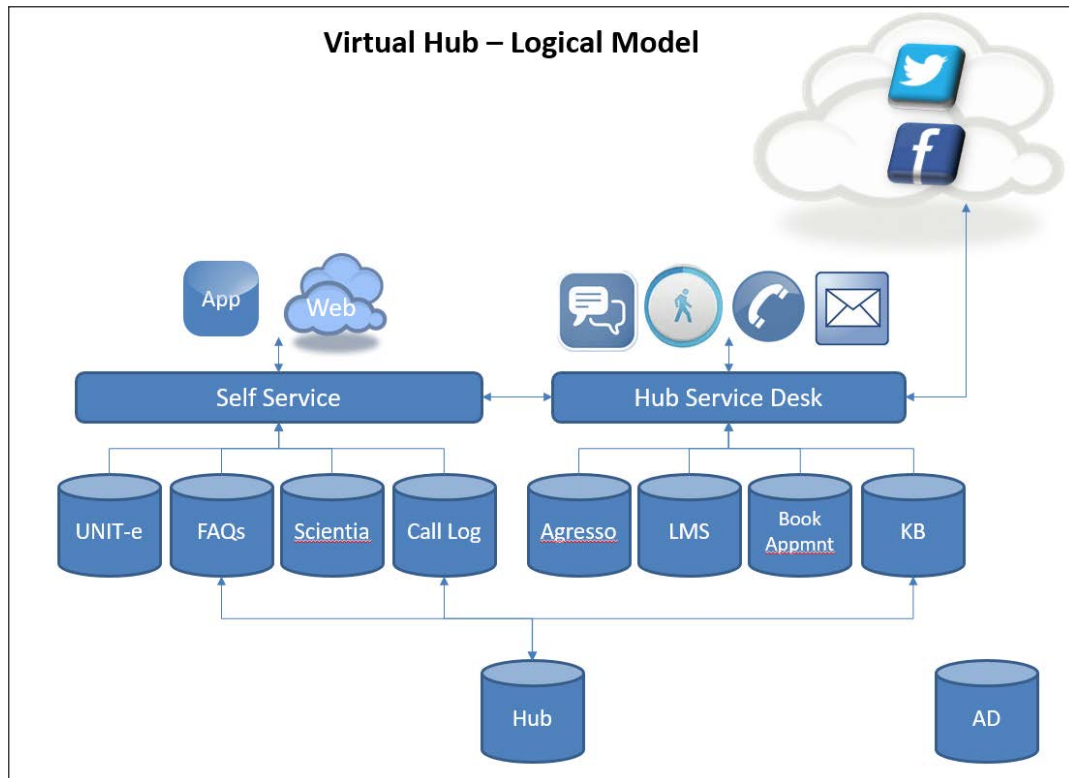 Virtual Hub – Logical Model
f
App
Web
Self Service
Hub Service Desk
UNIT-e
FAQs
Scientia
Call Log
Agresso
LMS
Book
Appmnt
KB
Hub
AD